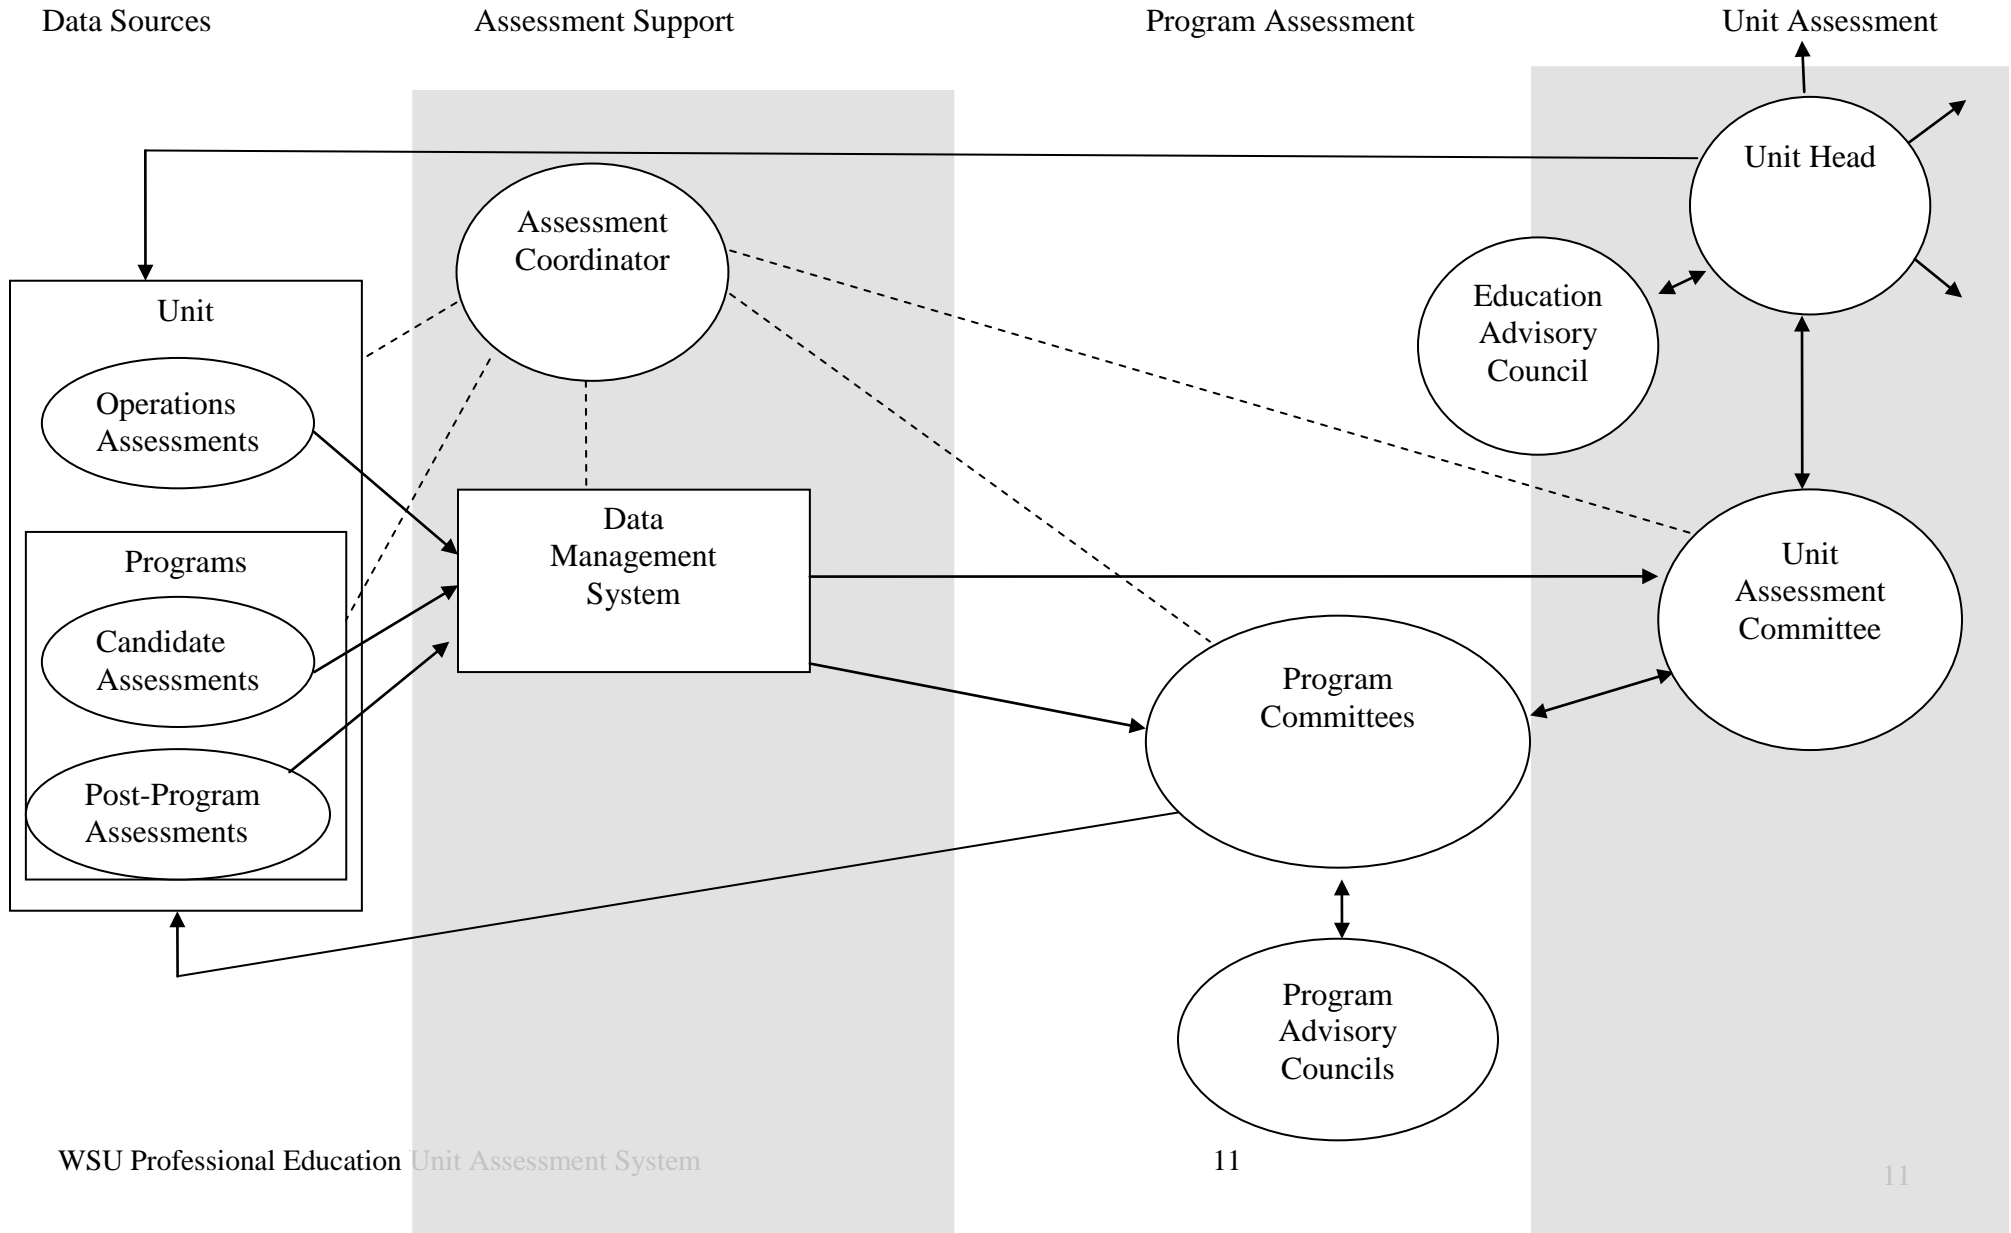 Data Sources
Assessment Support
Program Assessment
Unit Assessment
Unit Head
Assessment
Coordinator
Education
Advisory
Council
Unit
Operations
Assessments
Programs
Candidate
Assessments
Post-Program
Assessments
Data
Management
System
Unit
Assessment
Committee
Program
Committees
Program
Advisory
Councils
WSU Professional Education Unit Assessment System
11
11